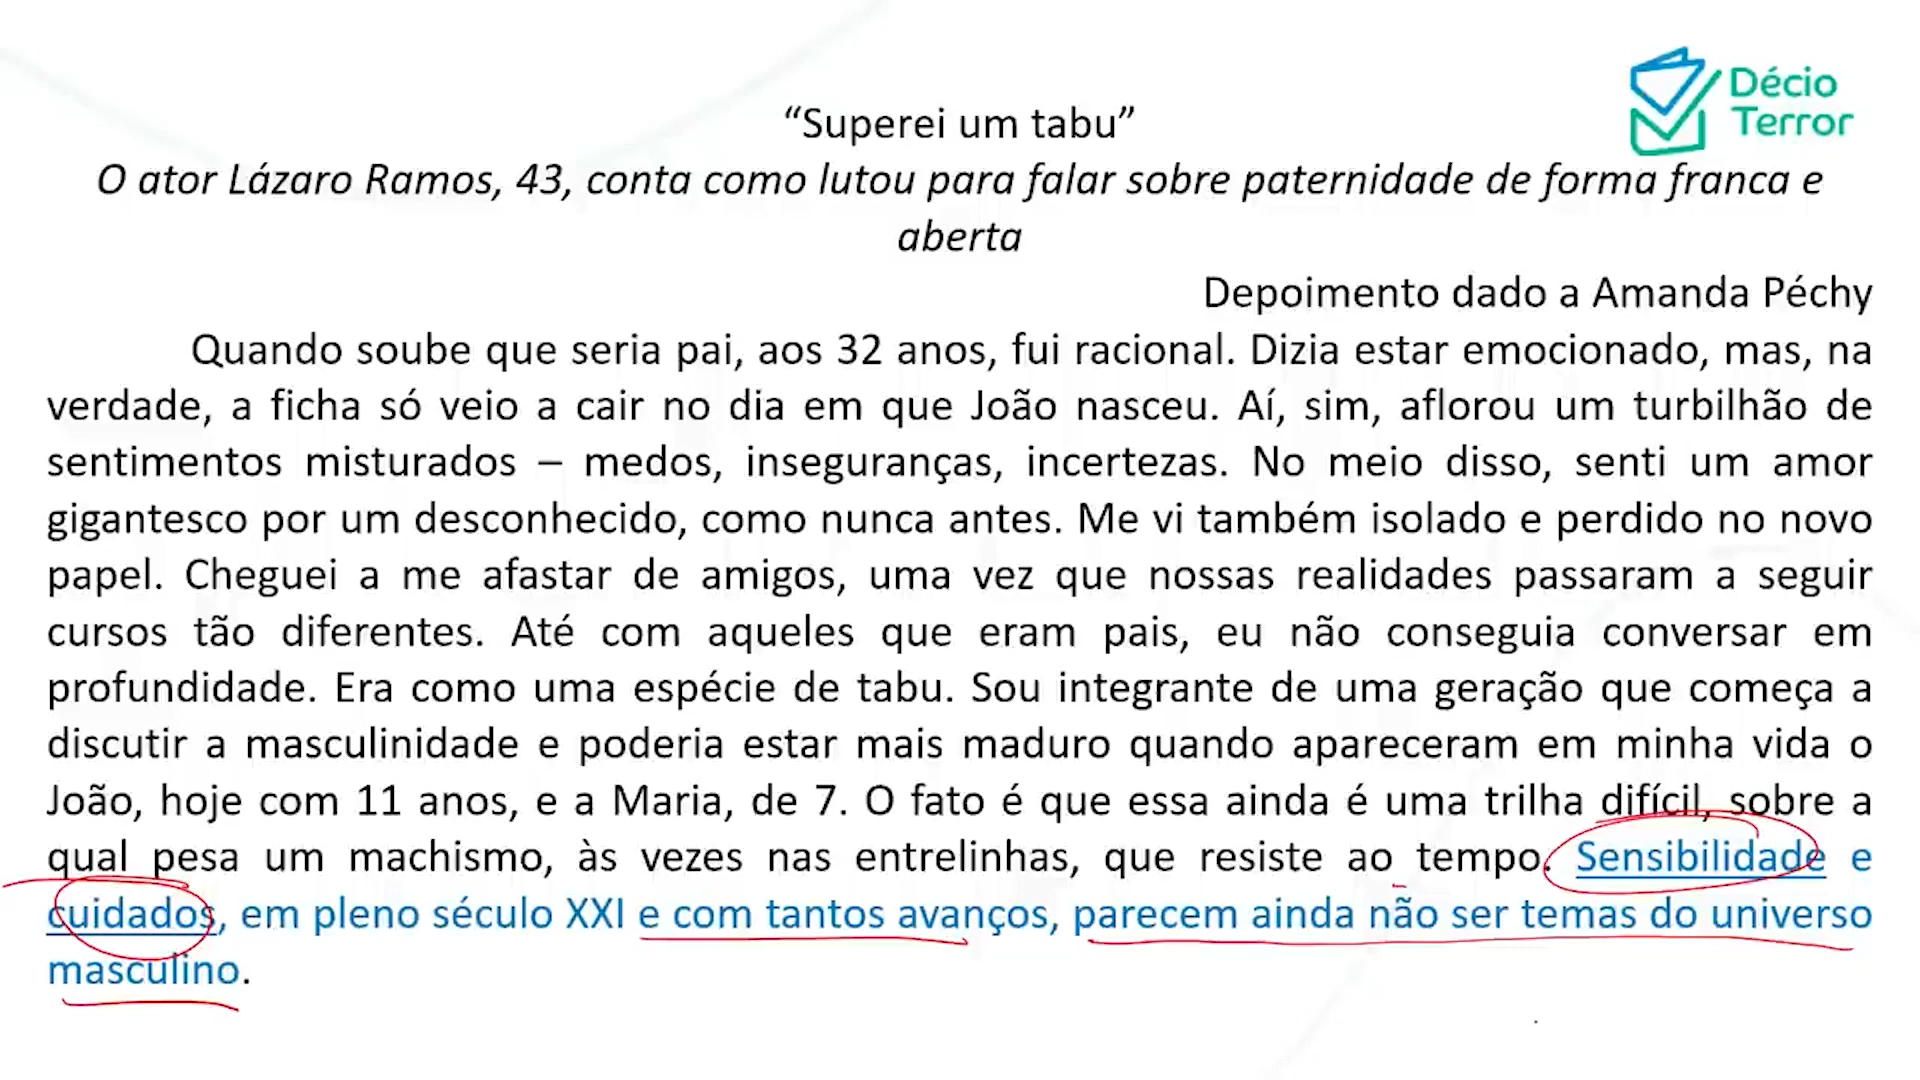 Décio
Terror
“Superei um tabu”
O ator Lázaro Ramos, 43, conta como lutou para falar sobre paternidade de forma franca e
aberta
Depoimento dado a Amanda Péchy
Quando soube que seria pai, aos 32 anos, fui racional. Dizia estar emocionado, mas, na
verdade, a ficha só veio a cair no dia em que João nasceu. Aí, sim, aflorou um turbilhão de
sentimentos misturados – medos, inseguranças, incertezas. No meio disso, senti um amor
gigantesco por um desconhecido, como nunca antes. Me vi também isolado e perdido no novo
papel. Cheguei a me afastar de amigos, uma vez que nossas realidades passaram a seguir
cursos tão diferentes. Até com aqueles que eram pais, eu não conseguia conversar em
profundidade. Era como uma espécie de tabu. Sou integrante de uma geração que começa a
discutir a masculinidade e poderia estar mais maduro quando apareceram em minha vida o
João, hoje com 11 anos, e a Maria, de 7. O fato é que essa ainda é uma trilha difícil, sobre a
qual pesa um machismo, às vezes nas entrelinhas, que resiste ao tempo. Sensibilidade e
cuidados, em pleno século XXI e com tantos avanços, parecem ainda não ser temas do universo
masculino.